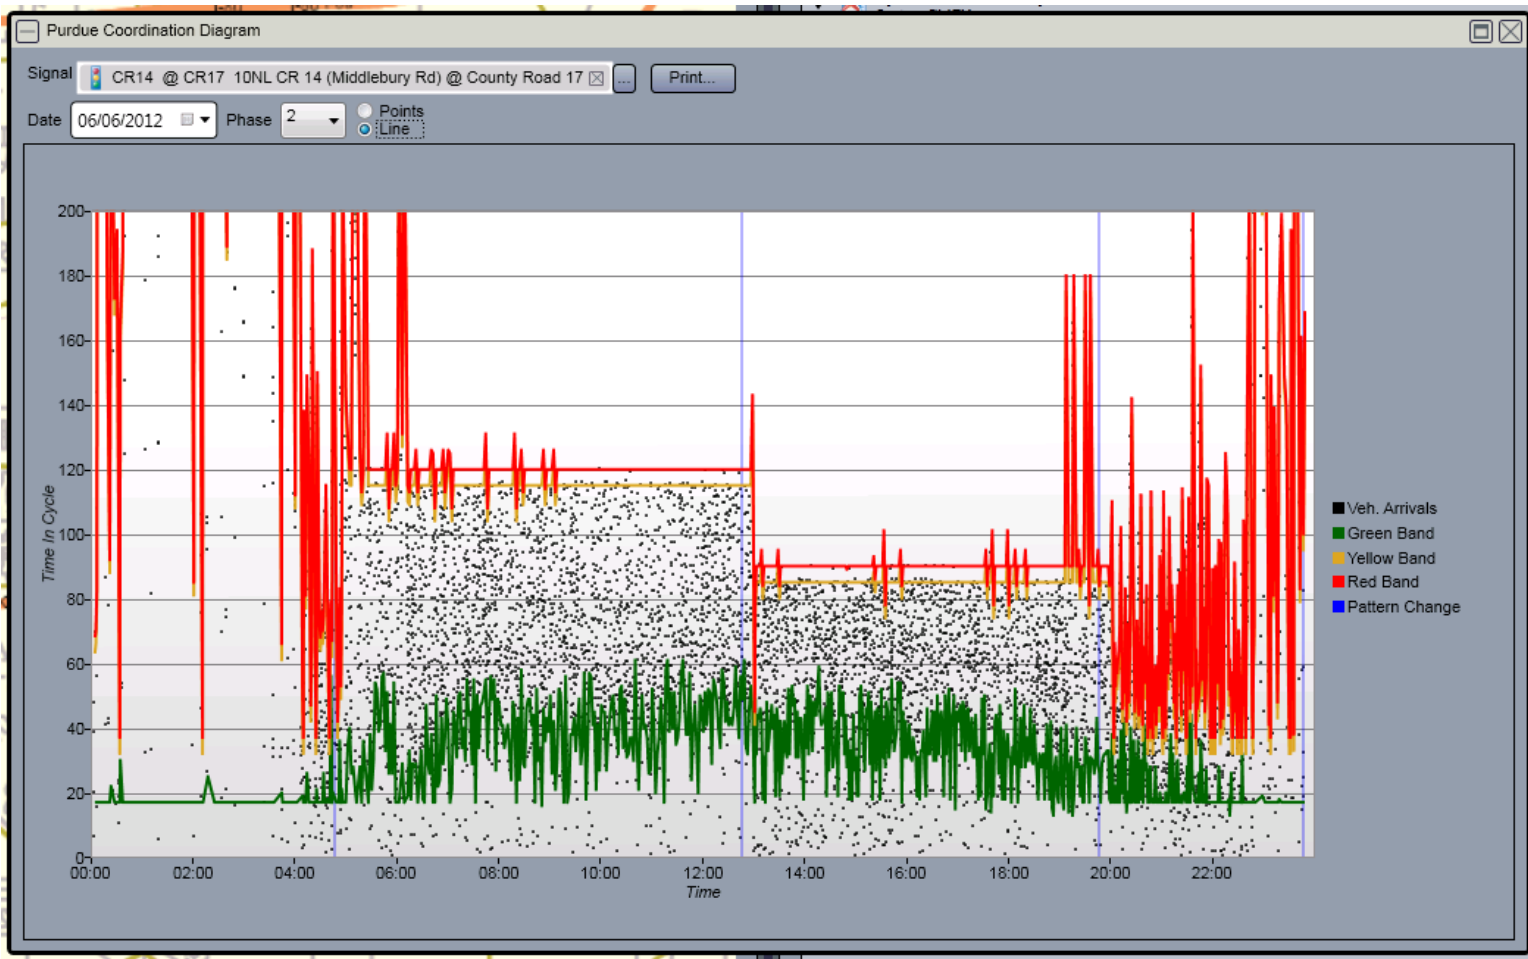 Purdue Coordination Diagram
Signal CR14 @ CR17 10NL CR 14 (Middlebury Rd) @ County Road 17 ... Print...
Date 06/06/2012 Phase 2 Points
Line
200
180
160
140
120
100
80
60
40
20
0
Time In Cycle
00:00 02:00 04:00 06:00 08:00 10:00 12:00 14:00 16:00 18:00 20:00 22:00
Time
Veh. Arrivals
Green Band
Yellow Band
Red Band
Pattern Change